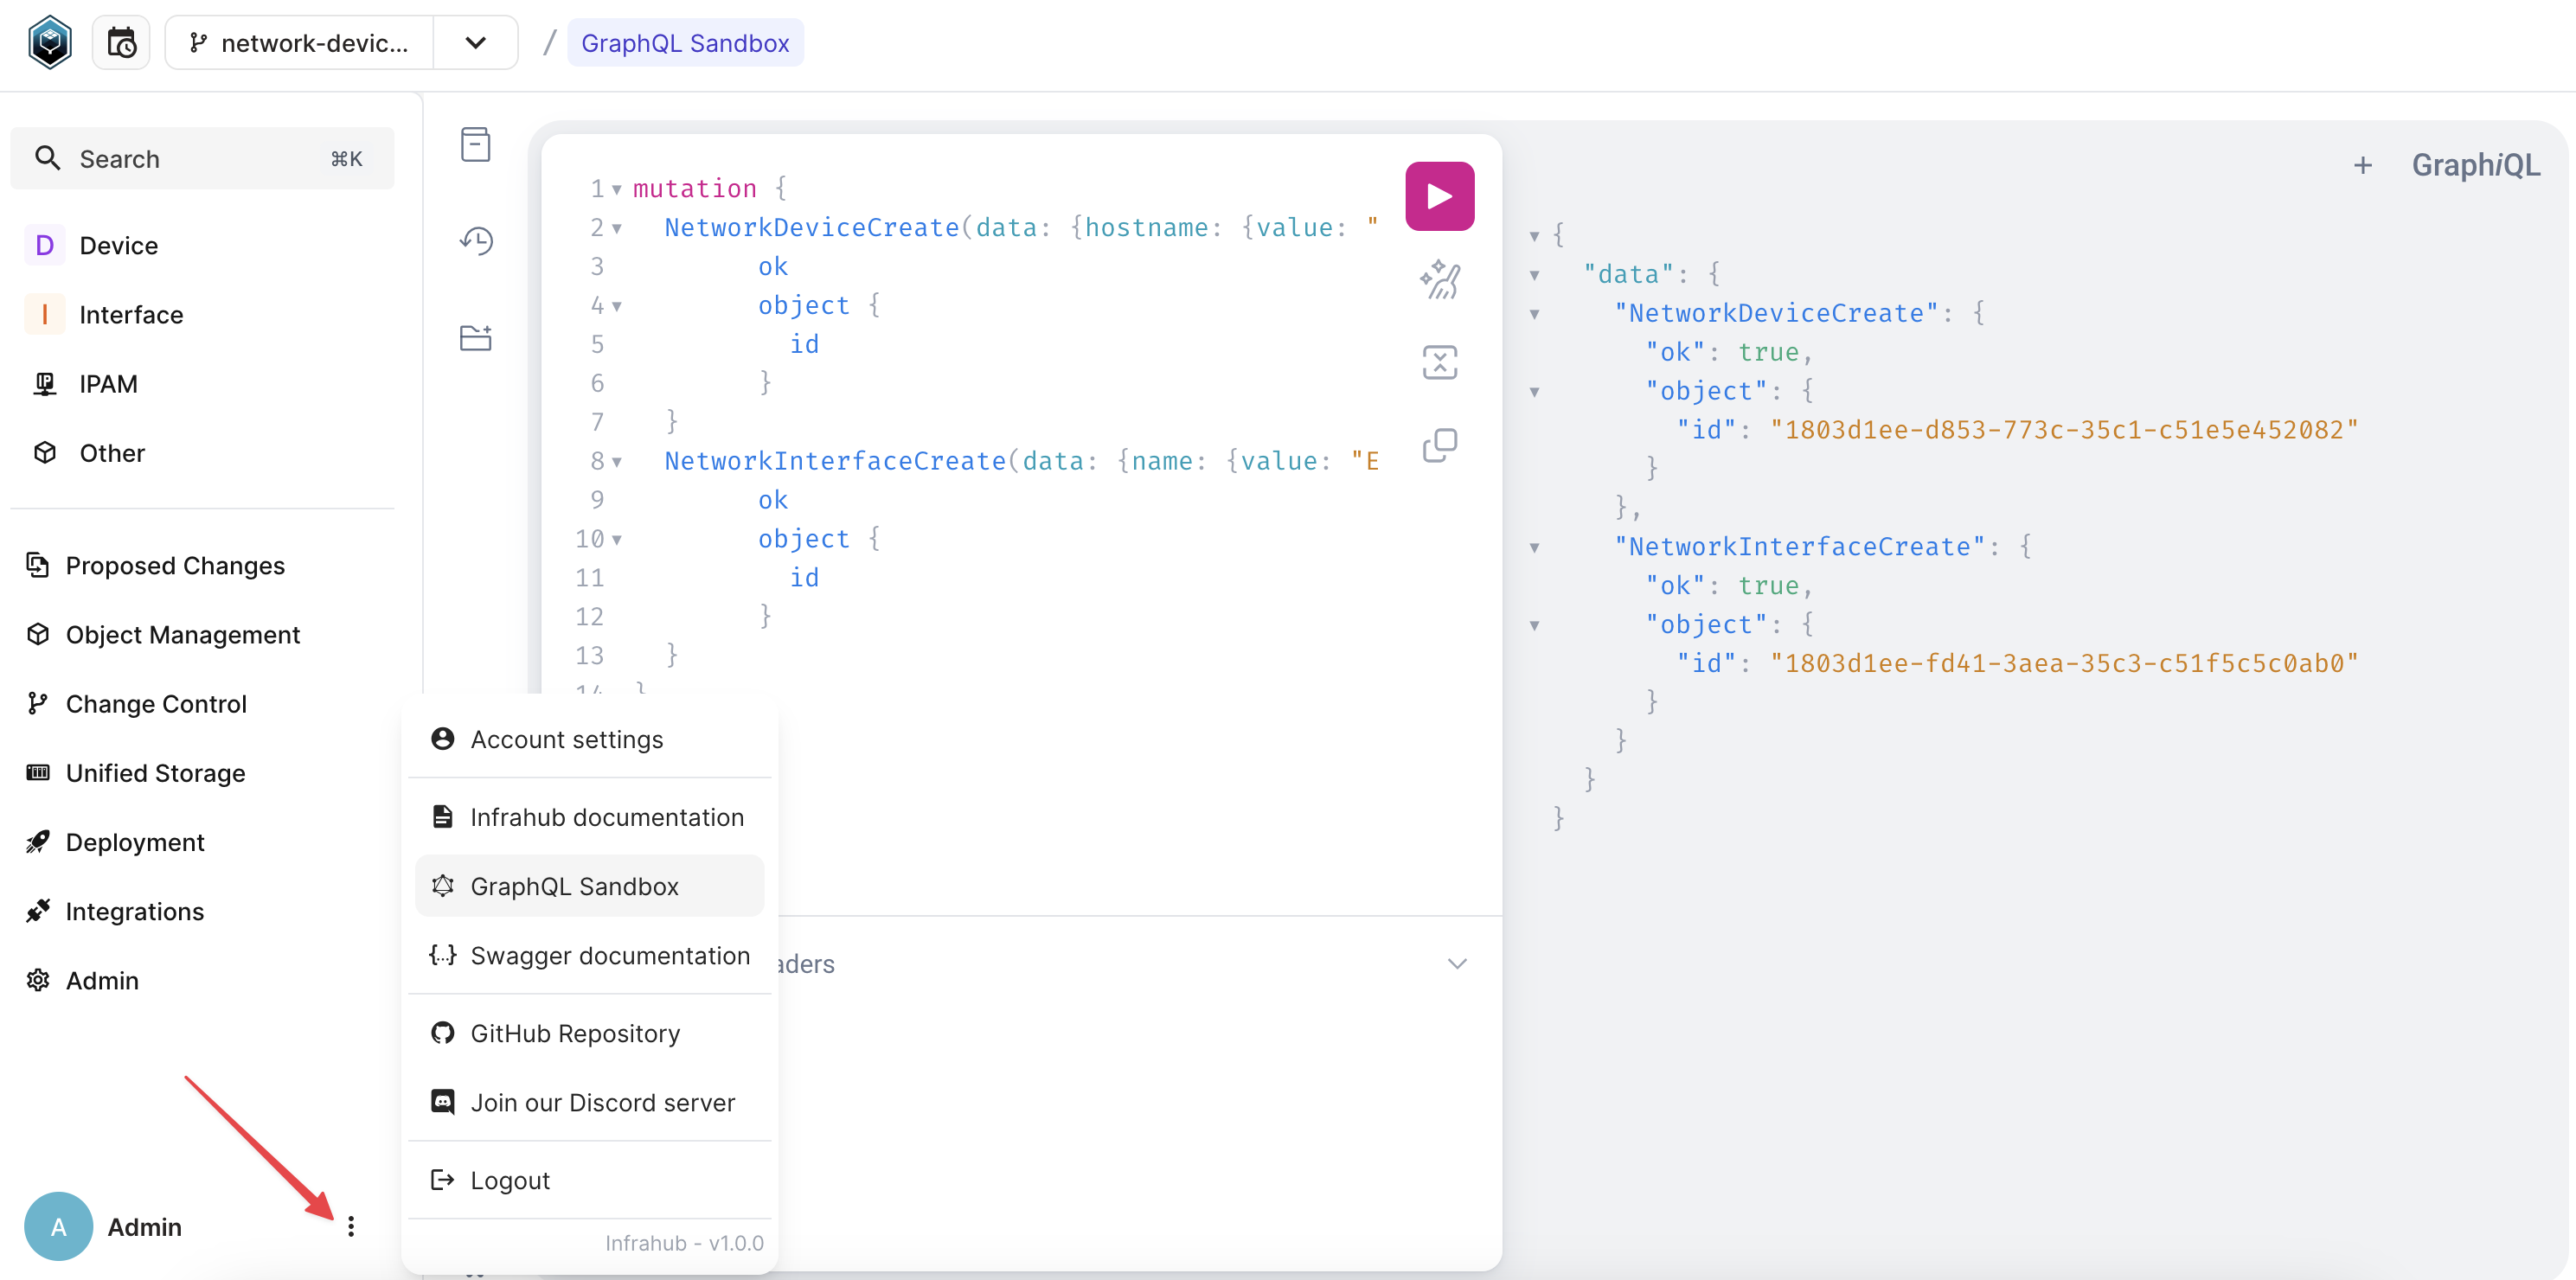 network-devic...
/ GraphQL Sandbox
Search ⌘K
D Device
I Interface
IPAM
Other
Proposed Changes
Object Management
Change Control
Unified Storage
Deployment
Integrations
Admin
A Admin
1 mutation {
2 NetworkDeviceCreate(data: {hostname: {value: "
3 ok
4 object {
5 id
6 }
7 }
8 NetworkInterfaceCreate(data: {name: {value: "E
9 ok
10 object {
11 id
12 }
13 }
14 }
Account settings
Infrahub documentation
GraphQL Sandbox
Swagger documentation
GitHub Repository
Join our Discord server
Logout
Infrahub - v1.0.0
aders
+ GraphiQL
{
"data": {
"NetworkDeviceCreate": {
"ok": true,
"object": {
"id": "1803d1ee-d853-773c-35c1-c51e5e452082"
}
},
"NetworkInterfaceCreate": {
"ok": true,
"object": {
"id": "1803d1ee-fd41-3aea-35c3-c51f5c5c0ab0"
}
}
}
}